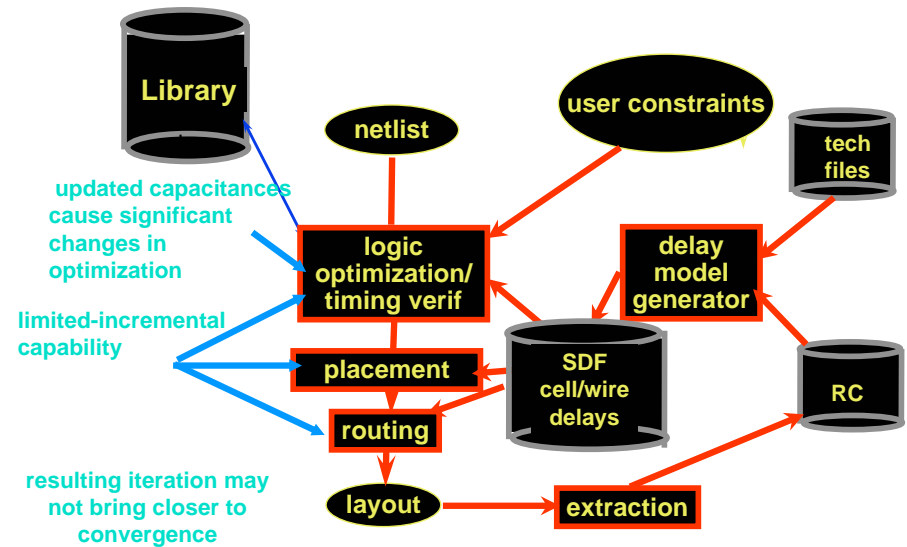 Library
netlist
user constraints
tech
files
updated capacitances
cause significant
changes in
optimization
logic
optimization/
timing verif
delay
model
generator
limited-incremental
capability
placement
SDF
cell/wire
delays
RC
routing
resulting iteration may
not bring closer to
convergence
layout
extraction